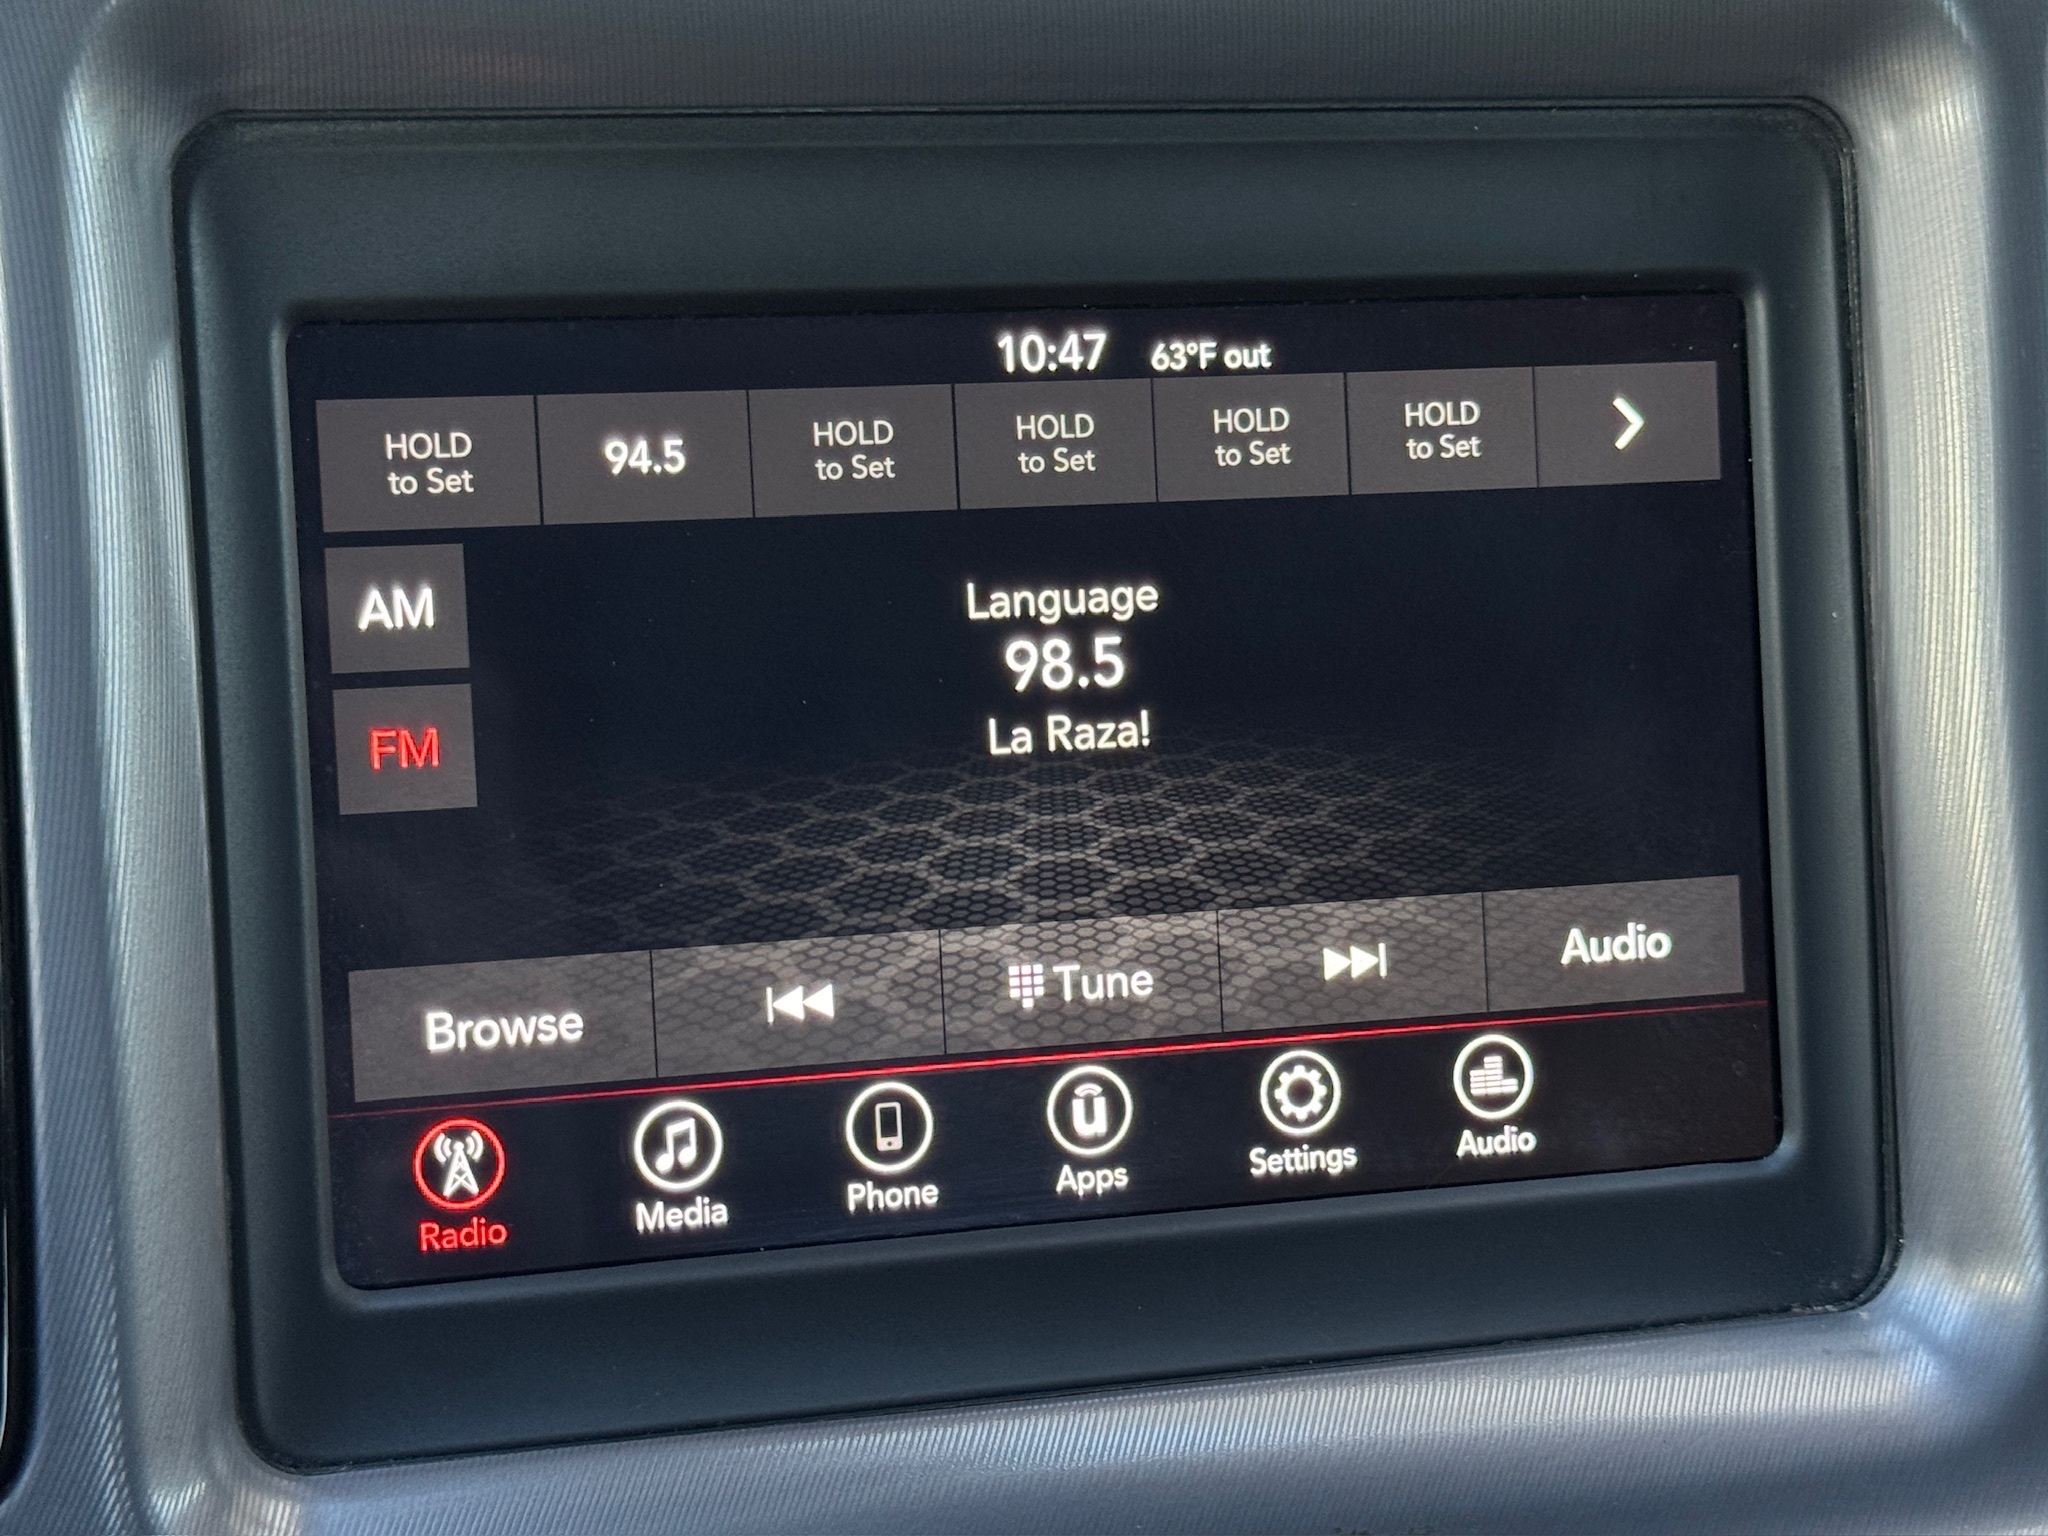 10:47 63°F out
HOLD
to Set
94.5
HOLD
to Set
HOLD
to Set
HOLD
to Set
HOLD
to Set
AM
FM
Language
98.5
La Raza!
Browse
Tune
Audio
Radio
Media
Phone
Apps
Settings
Audio